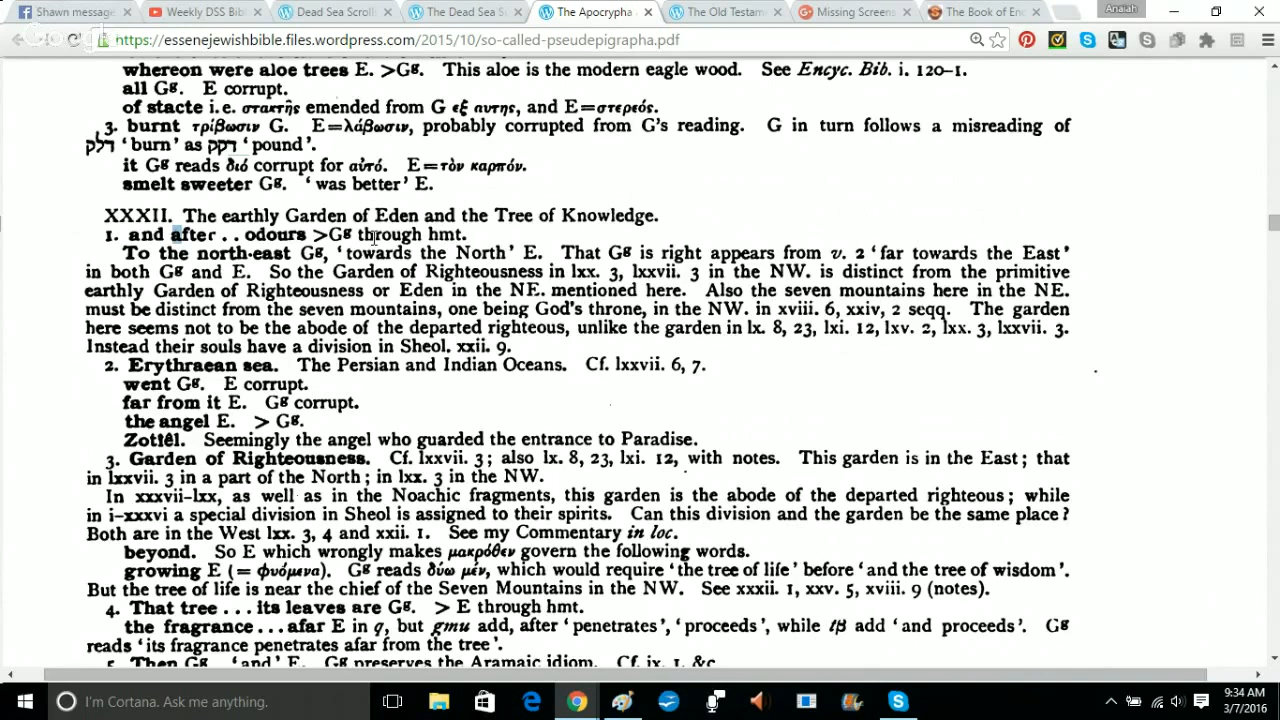 Shawn message
Weekly DSS Bib
Dead Sea Scrolls
The Dead Sea S
The Apocrypha
The Old Testam
Missing Screens
The Book of En
Anaiah
https://essenejewishbible.files.wordpress.com/2015/10/so-called-pseudepigrapha.pdf
whereon were aloe trees E. >Gᵍ. This aloe is the modern eagle wood. See Encyc. Bib. i. 120-1.
all Gᵍ. E corrupt.
of stacte i.e. στακτῆς emended from G εξ αυτης, and E=στερεός.
3. burnt τρίβωσιν G. E=λάβωσιν, probably corrupted from G's reading. G in turn follows a misreading of
דלק 'burn' as דקק 'pound'.
it Gᵍ reads διό corrupt for αὐτό. E=τὸν καρπόν.
smelt sweeter Gᵍ. 'was better' E.
XXXII. The earthly Garden of Eden and the Tree of Knowledge.
1. and after . . odours >Gᵍ through hmt.
To the north-east Gᵍ, 'towards the North' E. That Gᵍ is right appears from v. 2 'far towards the East'
in both Gᵍ and E. So the Garden of Righteousness in lxx. 3, lxxvii. 3 in the NW. is distinct from the primitive
earthly Garden of Righteousness or Eden in the NE. mentioned here. Also the seven mountains here in the NE.
must be distinct from the seven mountains, one being God's throne, in the NW. in xviii. 6, xxiv, 2 seqq. The garden
here seems not to be the abode of the departed righteous, unlike the garden in lx. 8, 23, lxi. 12, lxv. 2, lxx. 3, lxxvii. 3.
Instead their souls have a division in Sheol. xxii. 9.
2. Erythraean sea. The Persian and Indian Oceans. Cf. lxxvii. 6, 7.
went Gᵍ. E corrupt.
far from it E. Gᵍ corrupt.
the angel E. > Gᵍ.
Zotîêl. Seemingly the angel who guarded the entrance to Paradise.
3. Garden of Righteousness. Cf. lxxvii. 3; also lx. 8, 23, lxi. 12, with notes. This garden is in the East; that
in lxxvii. 3 in a part of the North; in lxx. 3 in the NW.
In xxxvii-lxx, as well as in the Noachic fragments, this garden is the abode of the departed righteous; while
in i-xxxvi a special division in Sheol is assigned to their spirits. Can this division and the garden be the same place?
Both are in the West lxx. 3, 4 and xxii. 1. See my Commentary in loc.
beyond. So E which wrongly makes μακρόθεν govern the following words.
growing E (= φυόμενα). Gᵍ reads δύω μέν, which would require 'the tree of life' before 'and the tree of wisdom'.
But the tree of life is near the chief of the Seven Mountains in the NW. See xxxii. 1, xxv. 5, xviii. 9 (notes).
4. That tree . . . its leaves are Gᵍ. > E through hmt.
the fragrance . . . afar E in q, but gmu add, after 'penetrates', 'proceeds', while tβ add 'and proceeds'. Gᵍ
reads 'its fragrance penetrates afar from the tree'.
5. Then Gᵍ. 'and' E. Gᵍ preserves the Aramaic idiom. Cf. ix. 1. &c
I'm Cortana. Ask me anything.
9:34 AM
3/7/2016